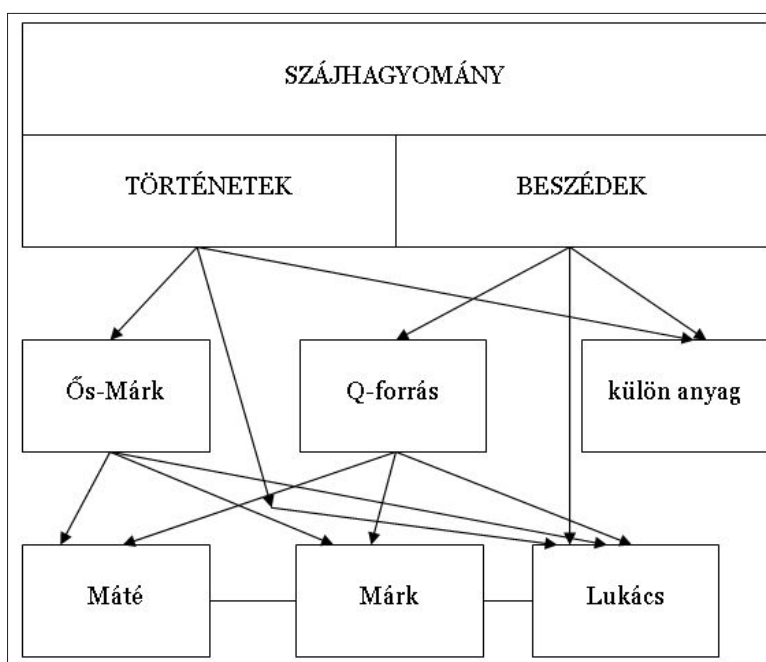 SZÁJHAGYOMÁNY
TÖRTÉNETEK
BESZÉDEK
Ős-Márk
Q-forrás
külön anyag
Máté
Márk
Lukács